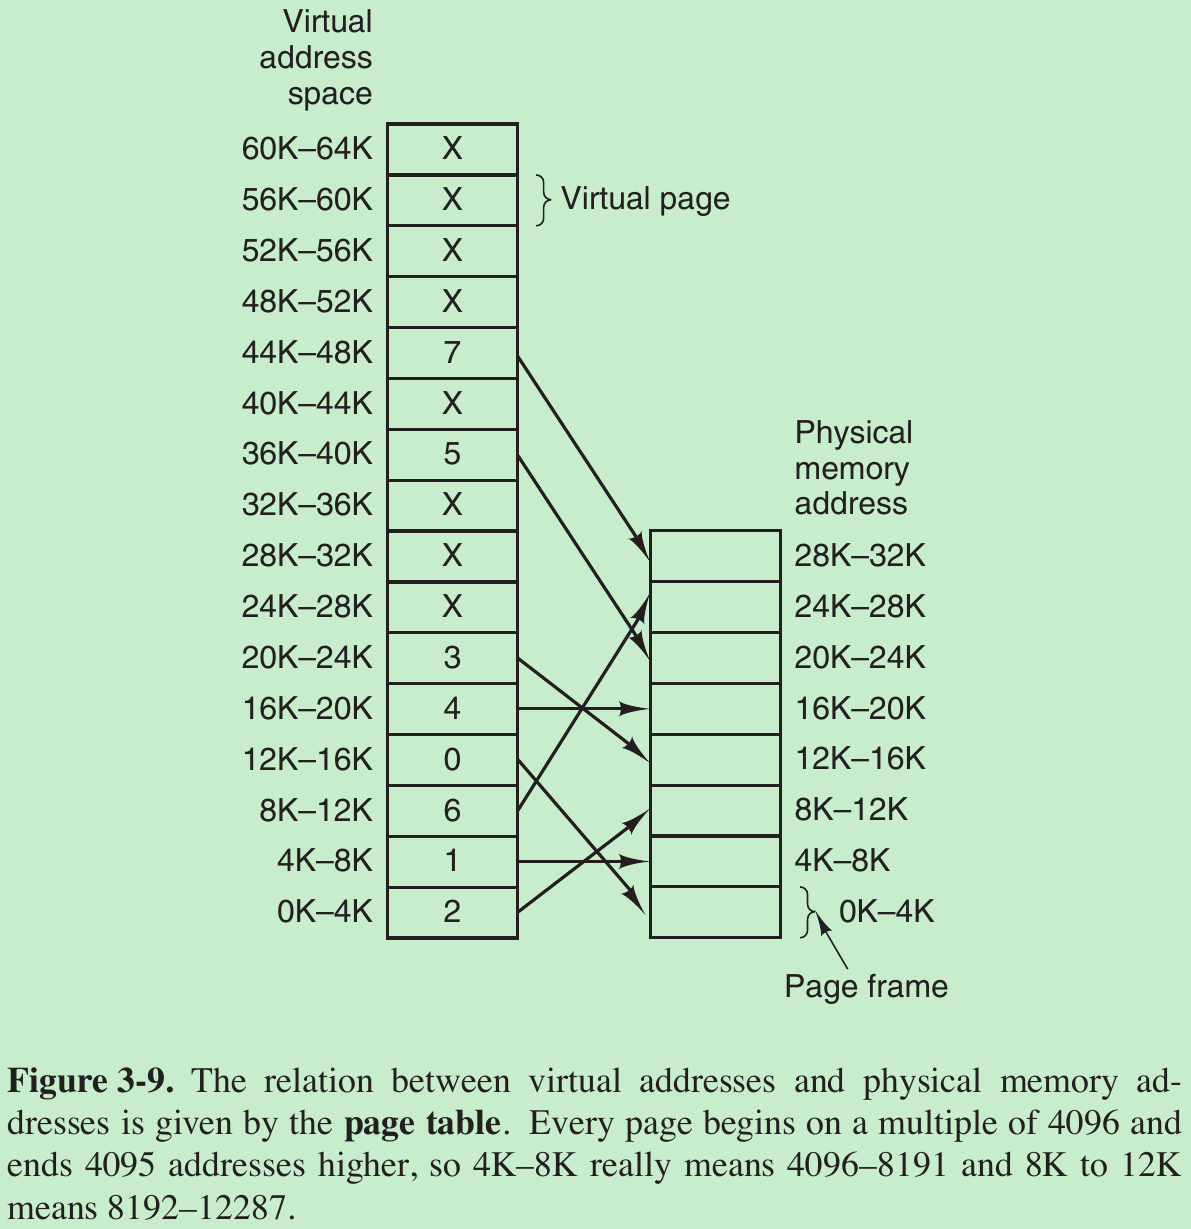 Virtual
address
space
60K–64K X
56K–60K X Virtual page
52K–56K X
48K–52K X
44K–48K 7
40K–44K X
36K–40K 5
32K–36K X
28K–32K X
24K–28K X
20K–24K 3
16K–20K 4
12K–16K 0
8K–12K 6
4K–8K 1
0K–4K 2
Physical
memory
address
28K–32K
24K–28K
20K–24K
16K–20K
12K–16K
8K–12K
4K–8K
0K–4K
Page frame
Figure 3-9. The relation between virtual addresses and physical memory ad-
dresses is given by the page table. Every page begins on a multiple of 4096 and
ends 4095 addresses higher, so 4K–8K really means 4096–8191 and 8K to 12K
means 8192–12287.